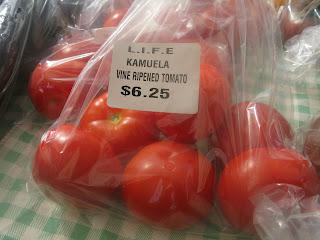 L.I.F.E
KAMUELA
VINE RIPENED TOMATO
$6.25